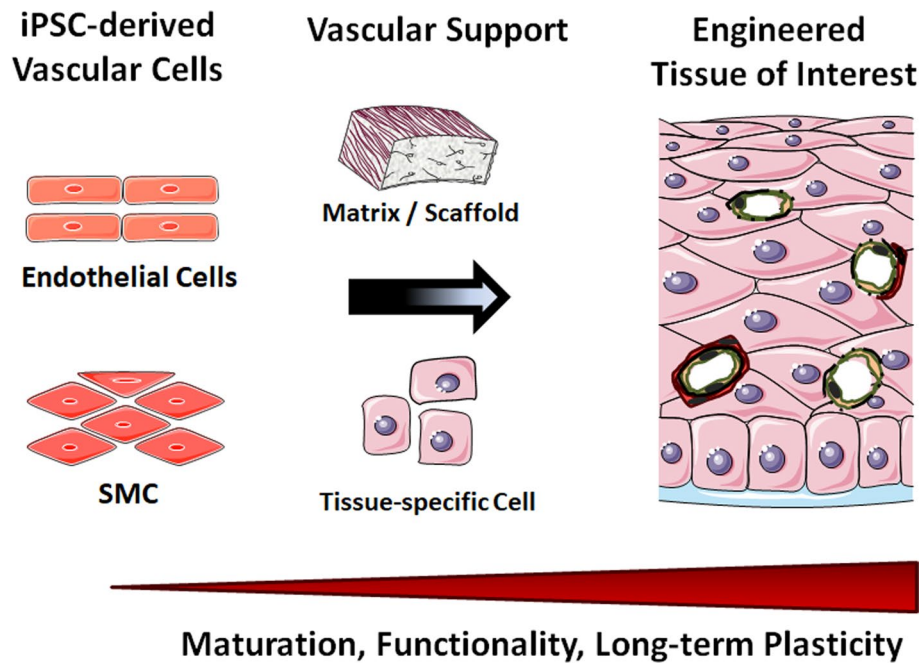 iPSC-derived
Vascular Cells
Vascular Support
Engineered
Tissue of Interest
Matrix / Scaffold
Endothelial Cells
SMC
Tissue-specific Cell
Maturation, Functionality, Long-term Plasticity